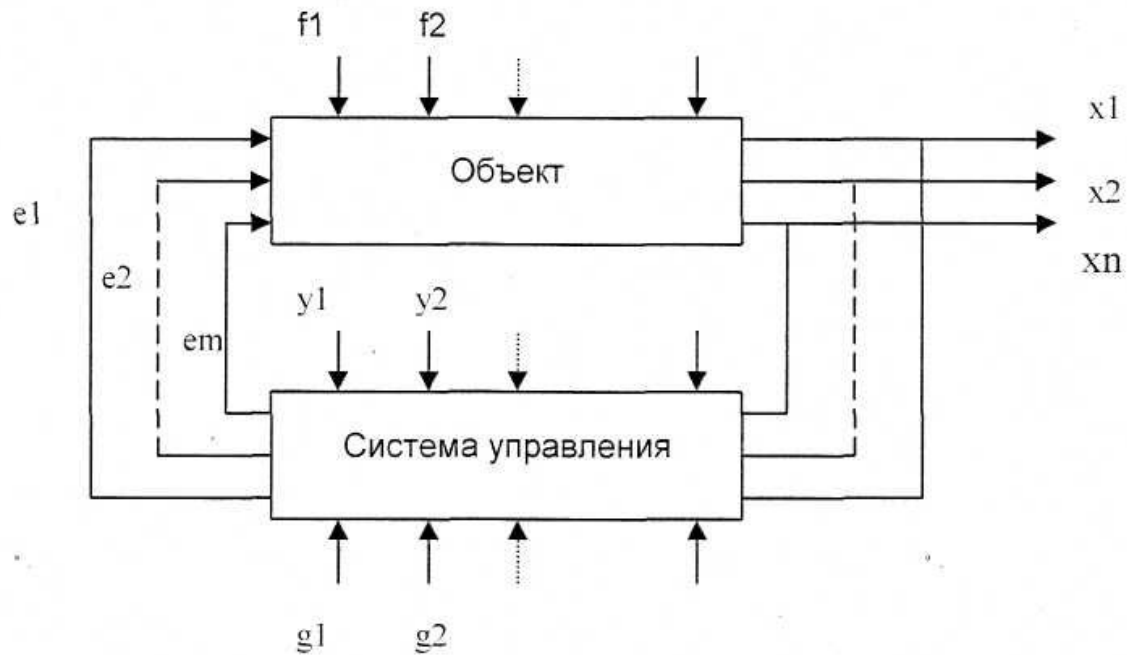 f1 f2
x1
Объект
x2
e1
xn
e2
y1 y2
em
Система управления
g1 g2